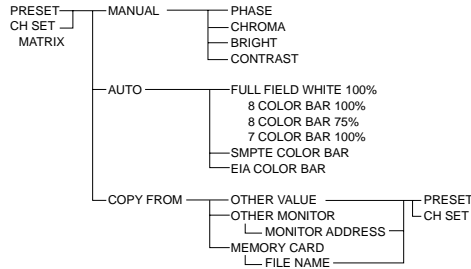 PRESET MANUAL PHASE
CH SET CHROMA
MATRIX BRIGHT
CONTRAST
AUTO FULL FIELD WHITE 100%
8 COLOR BAR 100%
8 COLOR BAR 75%
7 COLOR BAR 100%
SMPTE COLOR BAR
EIA COLOR BAR
COPY FROM OTHER VALUE PRESET
OTHER MONITOR CH SET
MONITOR ADDRESS
MEMORY CARD
FILE NAME